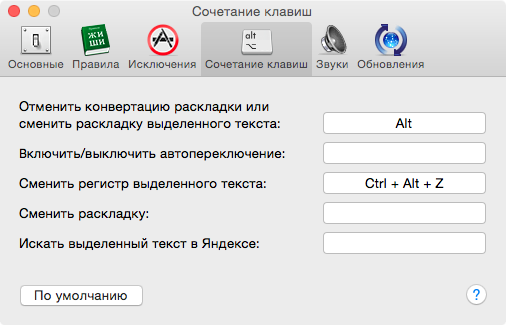 Сочетание клавиш
жи
ши
alt
Основные Правила Исключения Сочетание клавиш Звуки Обновления
Отменить конвертацию раскладки или
сменить раскладку выделенного текста: Alt
Включить/выключить автопереключение:
Сменить регистр выделенного текста: Ctrl + Alt + Z
Сменить раскладку:
Искать выделенный текст в Яндексе:
По умолчанию ?